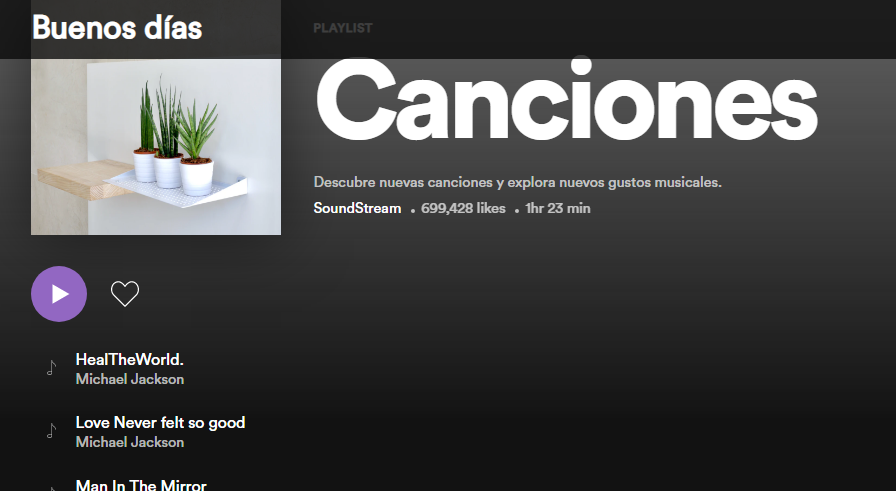 Buenos días
PLAYLIST
Canciones
Descubre nuevas canciones y explora nuevos gustos musicales.
SoundStream • 699,428 likes • 1hr 23 min
HealTheWorld.
Michael Jackson
Love Never felt so good
Michael Jackson
Man In The Mirror